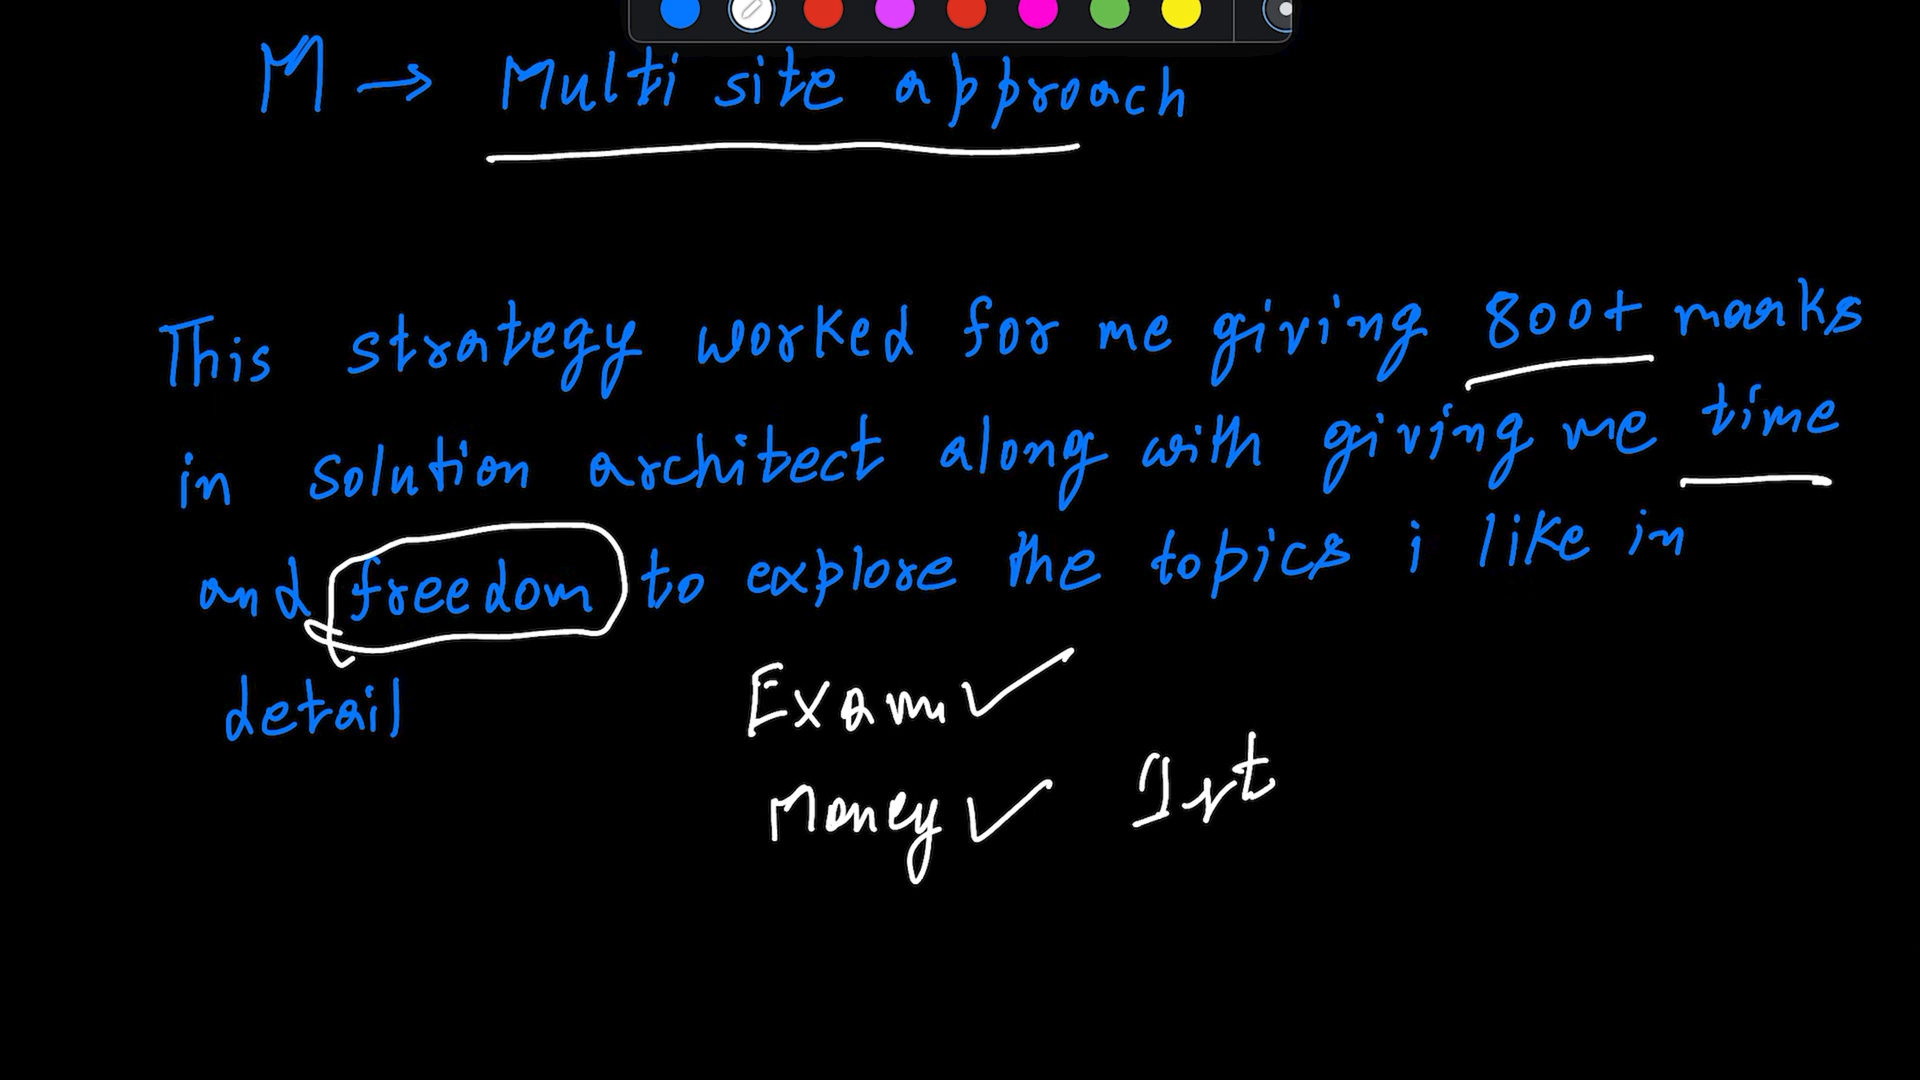 M → Multi site approach
This strategy worked for me giving 800+ marks
in solution architect along with giving me time
and freedom to explore the topics i like in
detail
Exam ✓
Money ✓ 1st